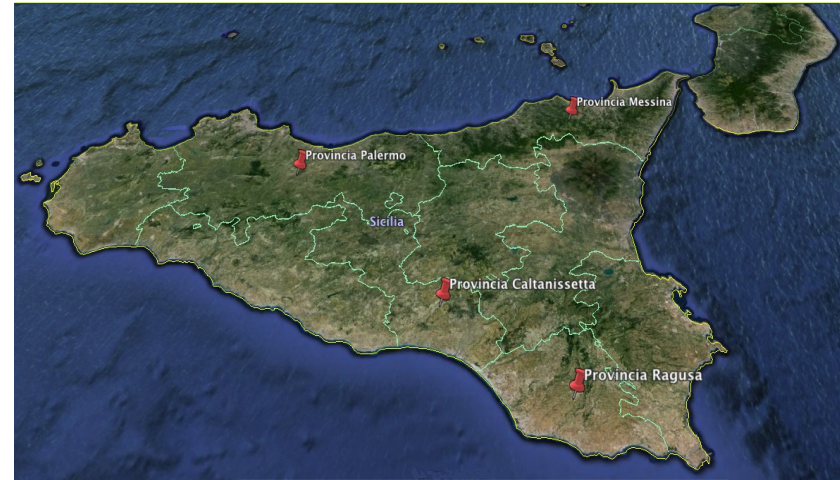 Provincia Messina
Provincia Palermo
Sicilia
Provincia Caltanissetta
Provincia Ragusa